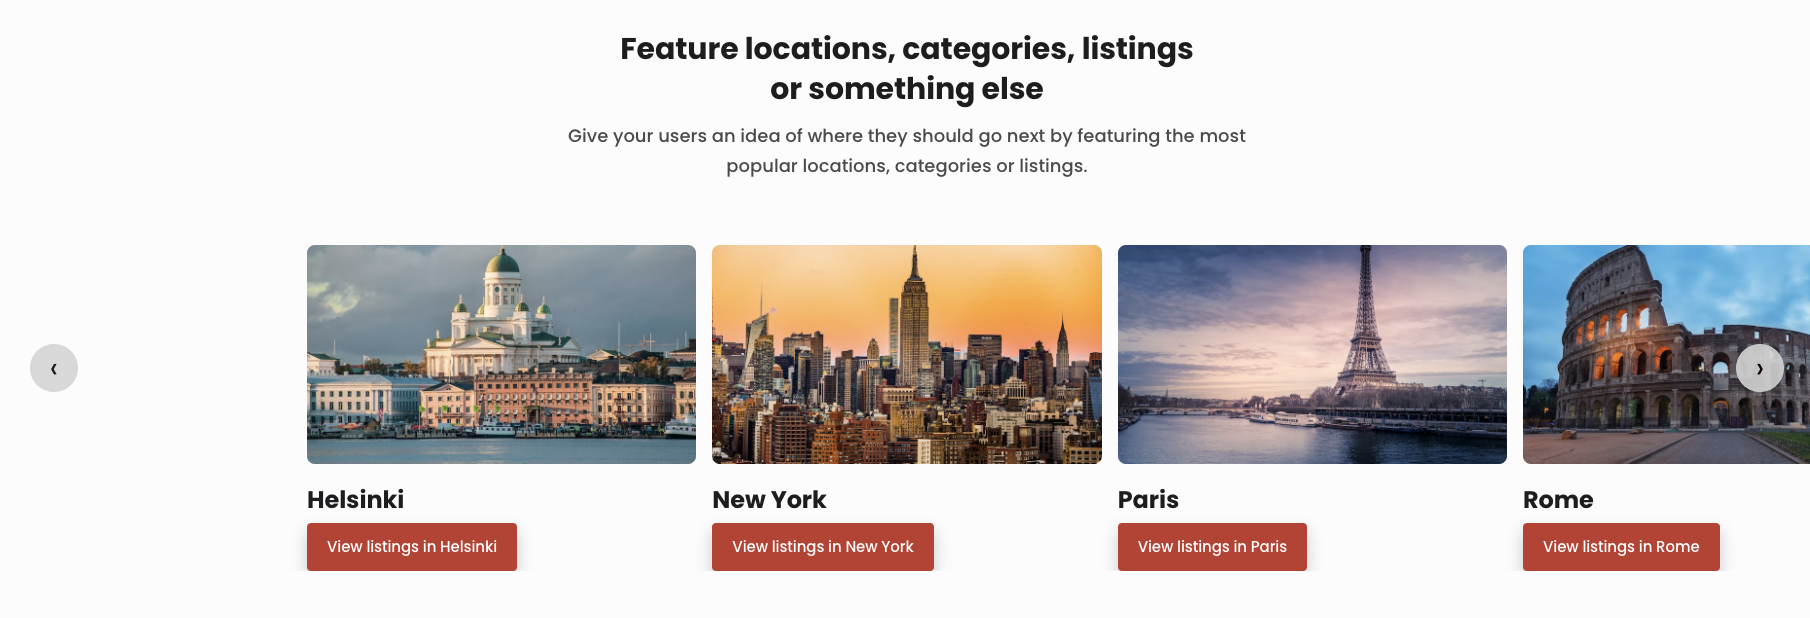 Feature locations, categories, listings
or something else
Give your users an idea of where they should go next by featuring the most
popular locations, categories or listings.
‹
›
Helsinki
New York
Paris
Rome
View listings in Helsinki
View listings in New York
View listings in Paris
View listings in Rome